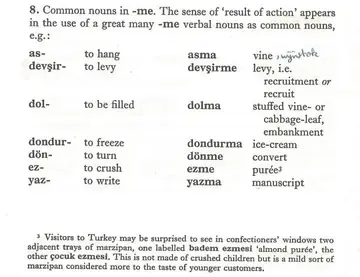 8. Common nouns in -me. The sense of 'result of action' appears
in the use of a great many -me verbal nouns as common nouns,
e.g.:
as- to hang asma vine
devşir- to levy devşirme levy, i.e.
recruitment or
recruit
dol- to be filled dolma stuffed vine- or
cabbage-leaf,
embankment
dondur- to freeze dondurma ice-cream
dön- to turn dönme convert
ez- to crush ezme purée³
yaz- to write yazma manuscript
³ Visitors to Turkey may be surprised to see in confectioners' windows two
adjacent trays of marzipan, one labelled badem ezmesi 'almond purée', the
other çocuk ezmesi. This is not made of crushed children but is a mild sort of
marzipan considered more to the taste of younger customers.